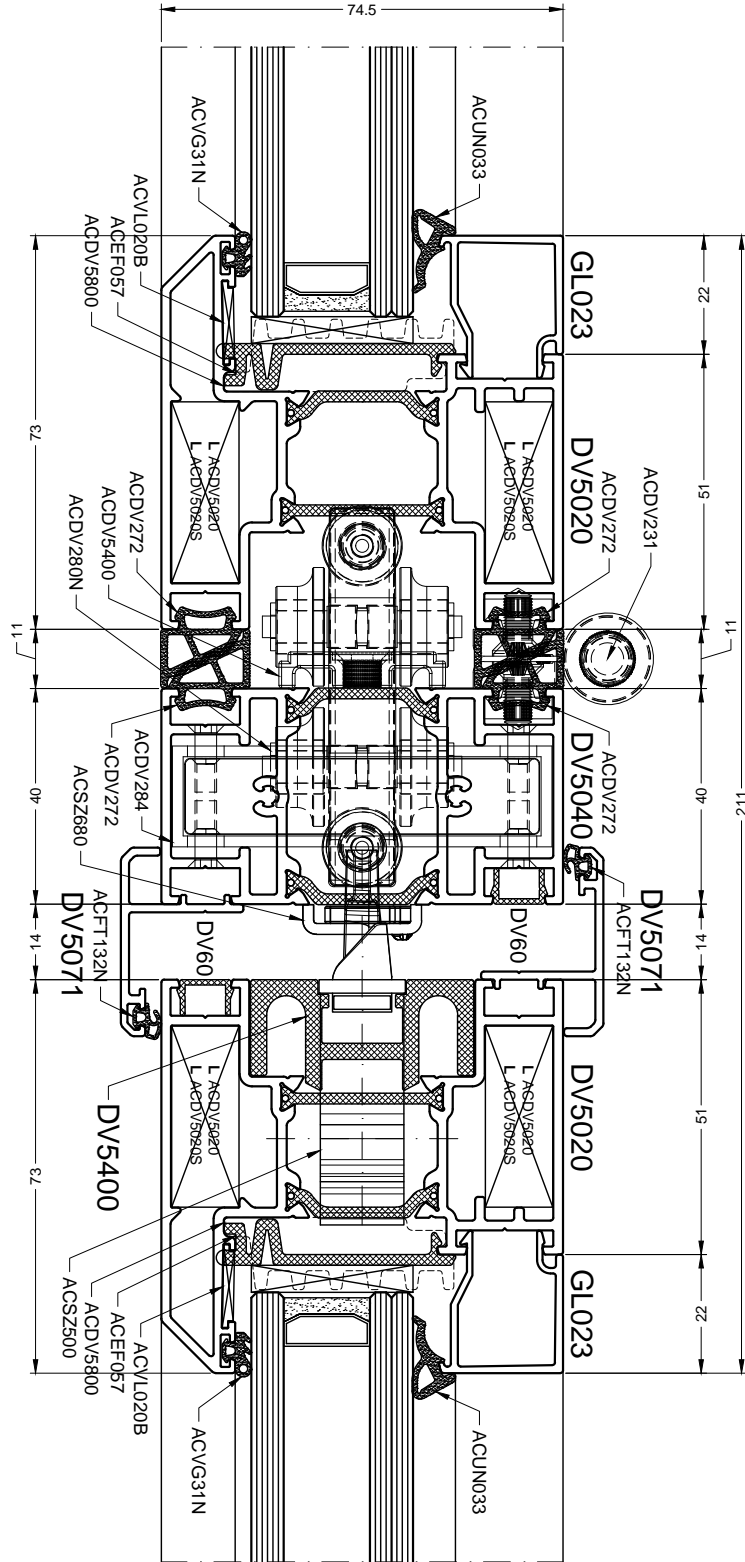 74.5
ACVG31N
ACUN033
ACVL020B
ACEF057
ACDV5800
GL023
22
73
51
211
L ACDV5020
L ACDV5020S
L ACDV5020
L ACDV5020S
DV5020
ACDV272
ACDV231
ACDV272
ACDV5400
ACDV280N
11
11
ACDV272
ACDV284
ACSZ680
ACDV272
DV5040
40
40
DV5071
ACFT132N
DV5071
ACFT132N
DV60
DV60
14
14
73
51
L ACDV5020
L ACDV5020S
L ACDV5020
L ACDV5020S
DV5020
DV5400
ACSZ500
ACDV5800
ACEF057
ACVL020B
ACVG31N
GL023
22
ACUN033